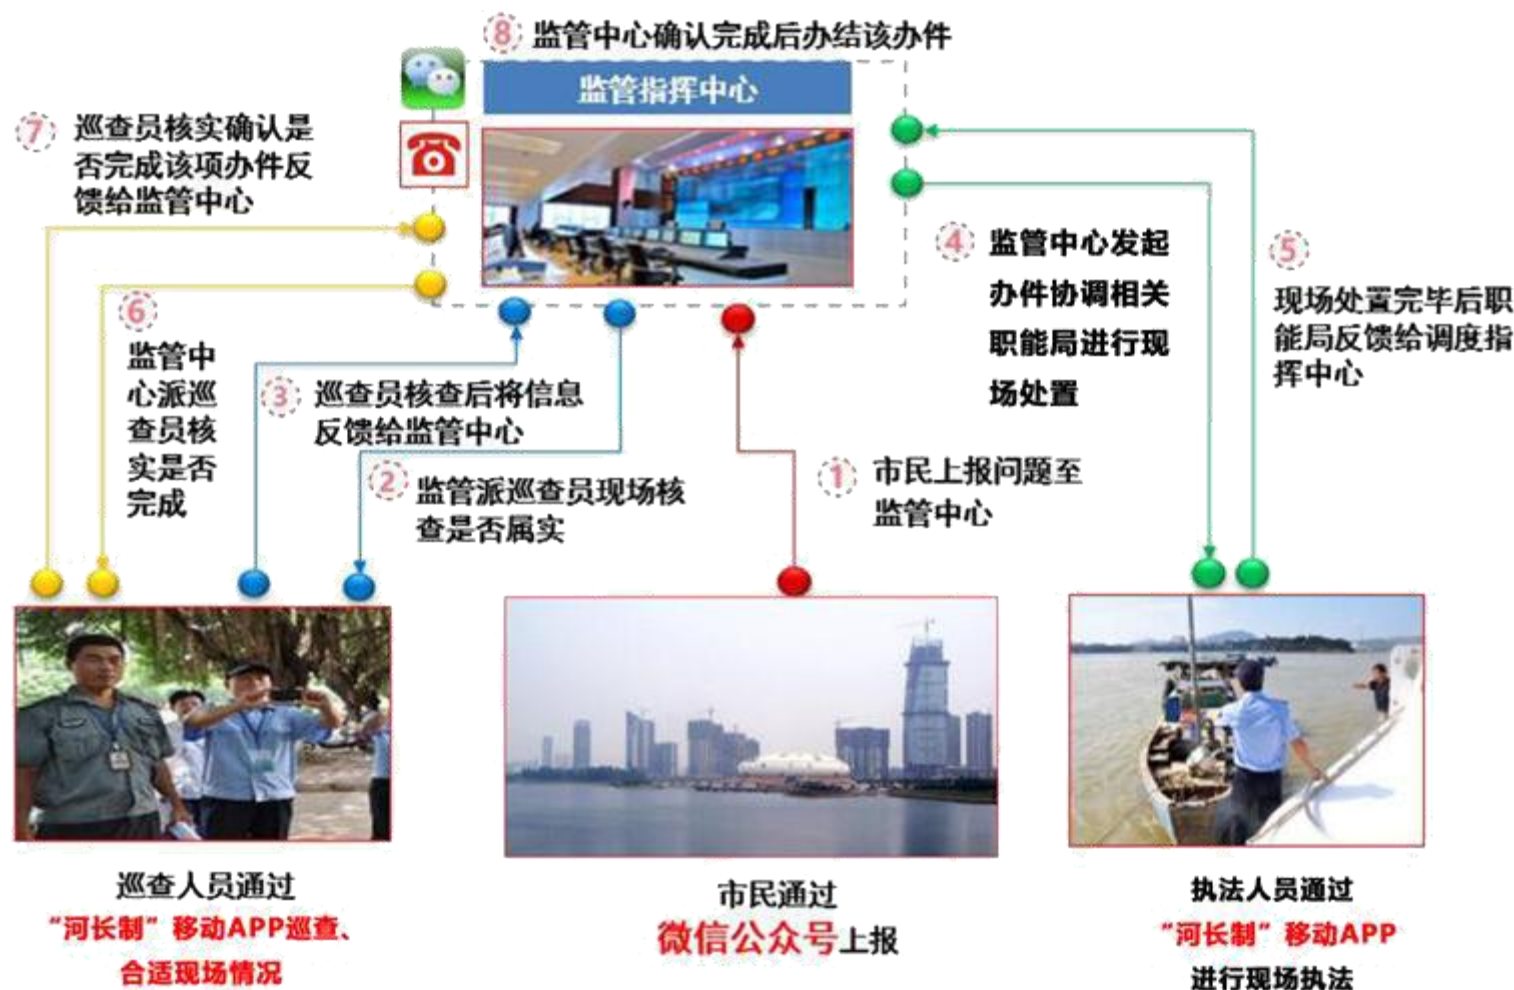 8 监管中心确认完成后办结该办件
监管指挥中心
7 巡查员核实确认是
否完成该项办件反
馈给监管中心
6
监管中
心派巡
查员核
实是否
完成
3 巡查员核查后将信息
反馈给监管中心
2 监管派巡查员现场核
查是否属实
1 市民上报问题至
监管中心
4 监管中心发起
办件协调相关
职能局进行现
场处置
5
现场处置完毕后职
能局反馈给调度指
挥中心
巡查人员通过
“河长制”移动APP巡查、
合适现场情况
市民通过
微信公众号上报
执法人员通过
“河长制”移动APP
进行现场执法